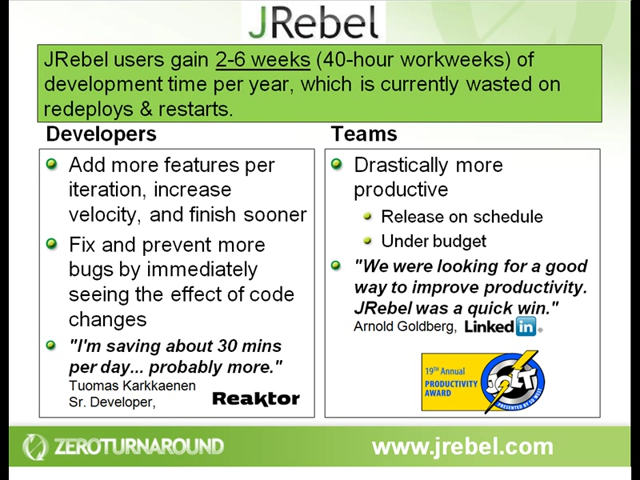 JRebel
JRebel users gain 2-6 weeks (40-hour workweeks) of
development time per year, which is currently wasted on
redeploys & restarts.
Developers
Add more features per
iteration, increase
velocity, and finish sooner
Fix and prevent more
bugs by immediately
seeing the effect of code
changes
"I'm saving about 30 mins
per day... probably more."
Tuomas Karkkaenen
Sr. Developer, Reaktor
Teams
Drastically more
productive
Release on schedule
Under budget
"We were looking for a good
way to improve productivity.
JRebel was a quick win."
Arnold Goldberg, Linked in
19th Annual
PRODUCTIVITY
AWARD
JOLT
ZEROTURNAROUND
www.jrebel.com